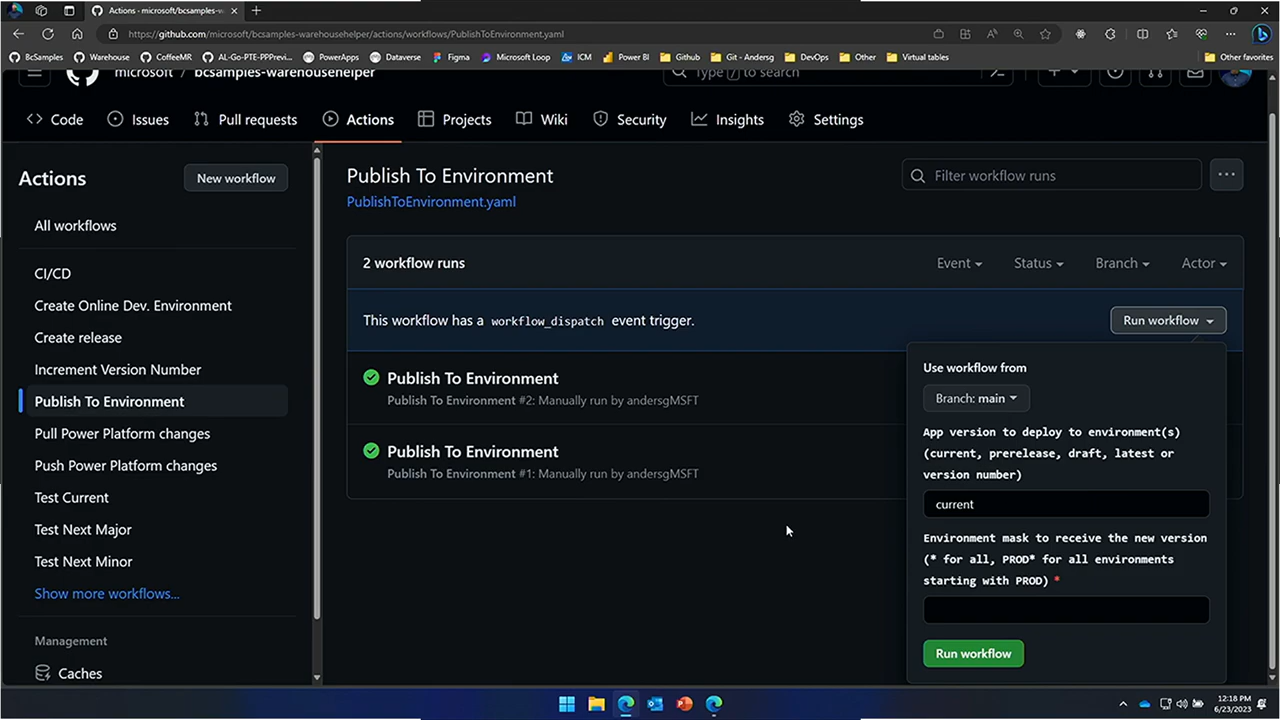 Actions - microsoft/bcsamples-w
https://github.com/microsoft/bcsamples-warehousehelper/actions/workflows/PublishToEnvironment.yaml
BcSamples
Warehouse
CoffeeMR
AL-Go-PTE-PPPrevi...
PowerApps
Dataverse
Figma
Microsoft Loop
ICM
Power BI
Github
Git - Andersg
DevOps
Other
Virtual tables
Other favorites
microsoft / bcsamples-warehousehelper
Type / to search
Code
Issues
Pull requests
Actions
Projects
Wiki
Security
Insights
Settings
Actions
New workflow
All workflows
CI/CD
Create Online Dev. Environment
Create release
Increment Version Number
Publish To Environment
Pull Power Platform changes
Push Power Platform changes
Test Current
Test Next Major
Test Next Minor
Show more workflows...
Management
Caches
Publish To Environment
PublishToEnvironment.yaml
Filter workflow runs
2 workflow runs
Event
Status
Branch
Actor
This workflow has a workflow_dispatch event trigger.
Run workflow
Publish To Environment
Publish To Environment #2: Manually run by andersgMSFT
Publish To Environment
Publish To Environment #1: Manually run by andersgMSFT
Use workflow from
Branch: main
App version to deploy to environment(s)
(current, prerelease, draft, latest or
version number)
current
Environment mask to receive the new version
(* for all, PROD* for all environments
starting with PROD) *
Run workflow
12:18 PM
6/23/2023